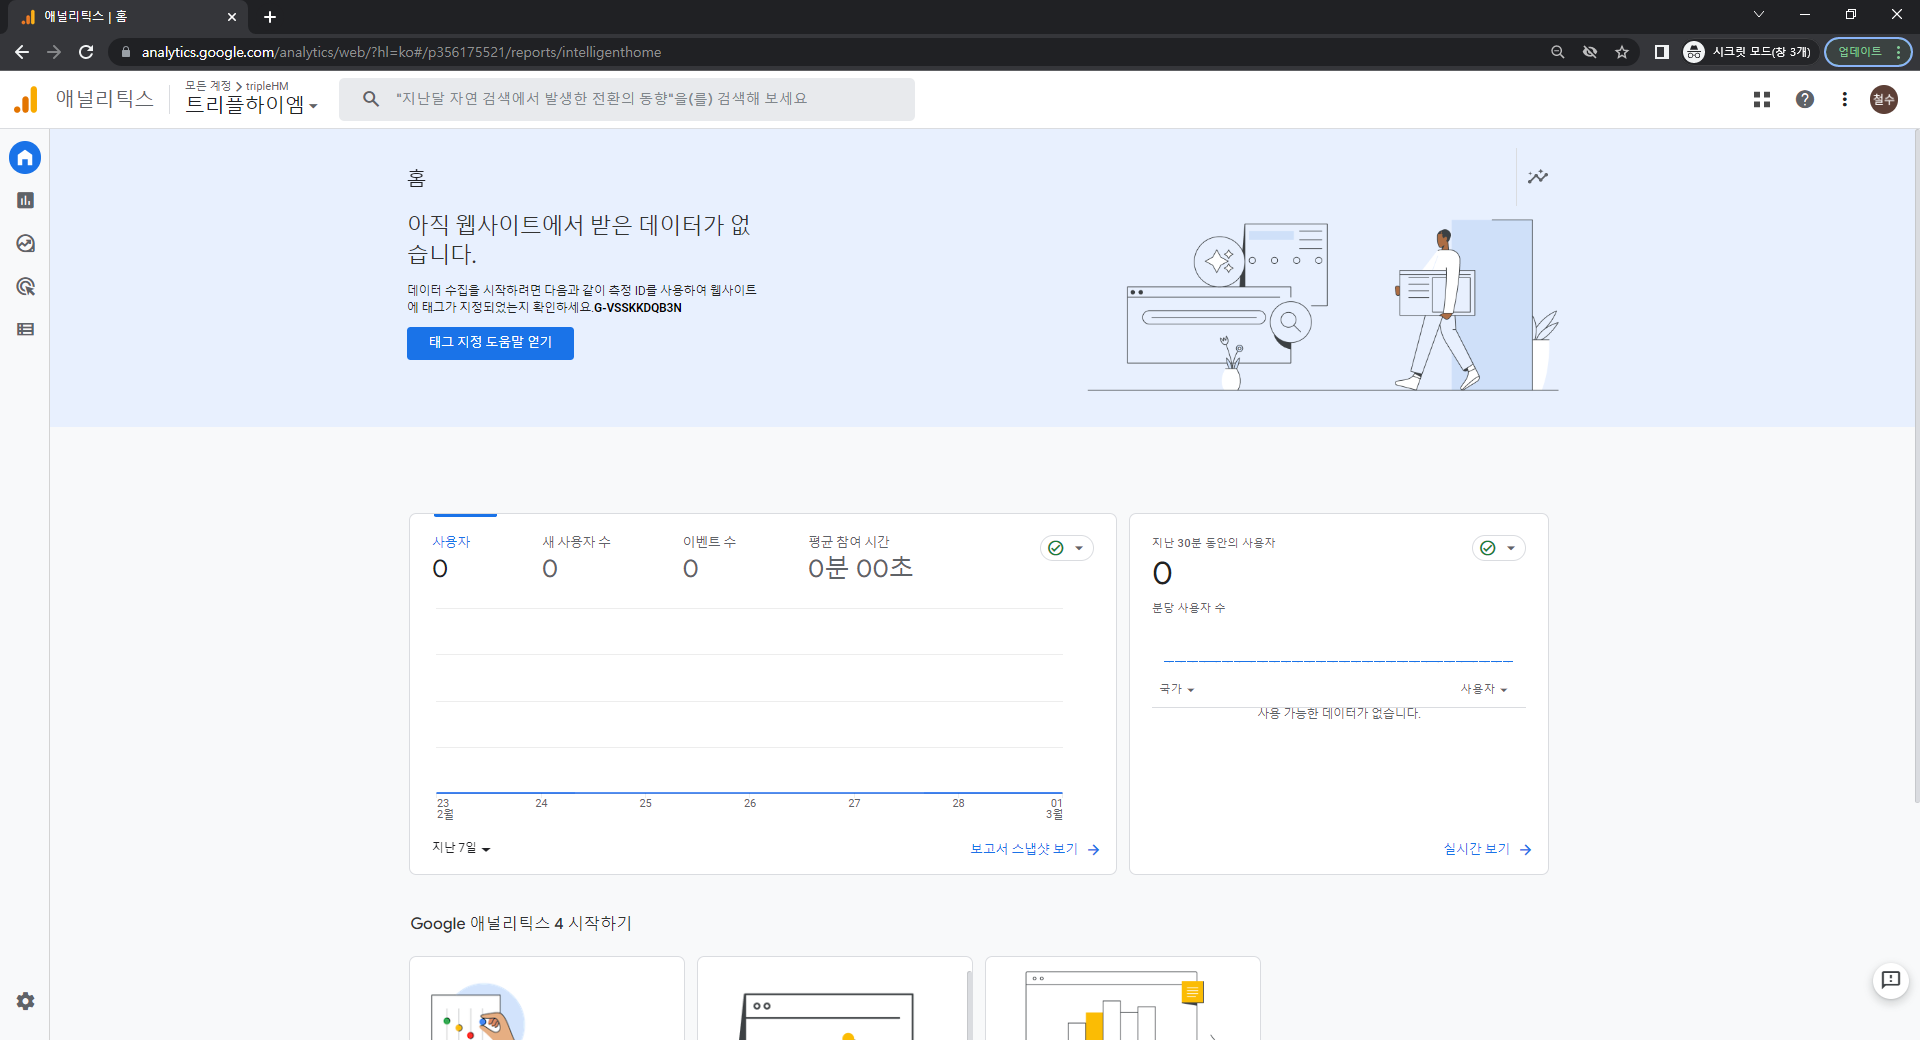 애널리틱스 | 홈
analytics.google.com/analytics/web/?hl=ko#/p356175521/reports/intelligenthome
시크릿 모드(창 3개)
업데이트
애널리틱스
모든 계정 > tripleHM
트리플하이엠
"지난달 자연 검색에서 발생한 전환의 동향"을(를) 검색해 보세요
철수
홈
아직 웹사이트에서 받은 데이터가 없
습니다.
데이터 수집을 시작하려면 다음과 같이 측정 ID를 사용하여 웹사이트
에 태그가 지정되었는지 확인하세요.G-VSSKKDQB3N
태그 지정 도움말 얻기
사용자 새 사용자 수 이벤트 수 평균 참여 시간
0 0 0 0분 00초
23 24 25 26 27 28 01
2월 3월
지난 7일
보고서 스냅샷 보기
지난 30분 동안의 사용자
0
분당 사용자 수
국가 사용자
사용 가능한 데이터가 없습니다.
실시간 보기
Google 애널리틱스 4 시작하기